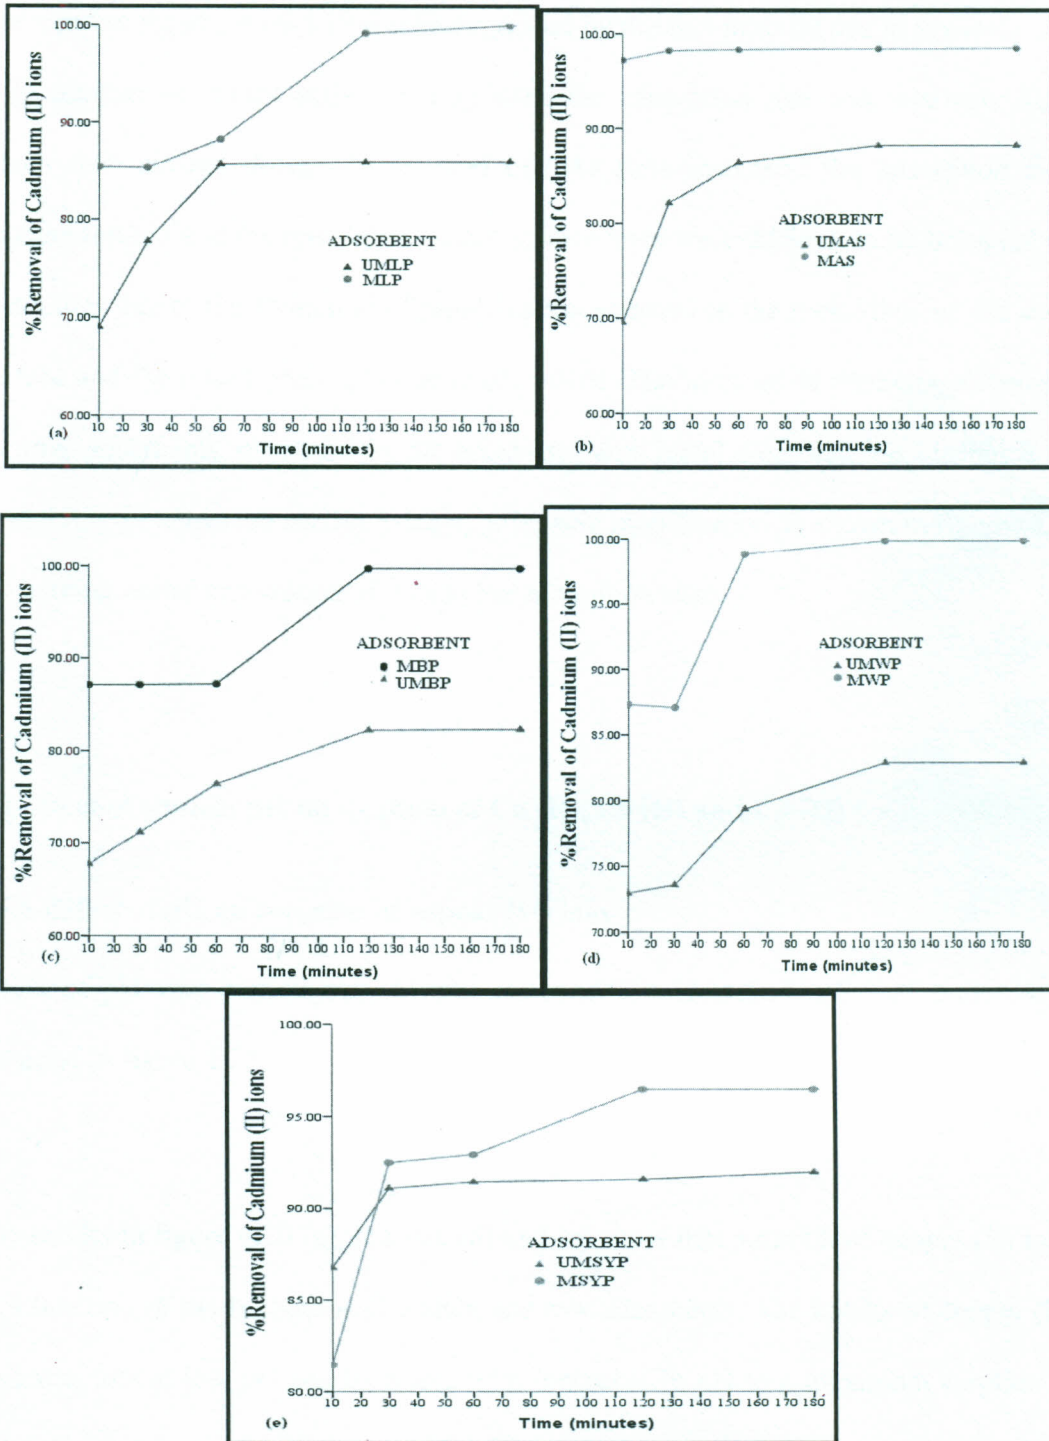 %Removal of Cadmium (II) ions
100.00
90.00
80.00
70.00
60.00
ADSORBENT
UMLP
MLP
10 20 30 40 50 60 70 80 90 100 110 120 130 140 150 160 170 180
(a)
Time (minutes)
%Removal of Cadmium (II) ions
100.00
90.00
80.00
70.00
60.00
ADSORBENT
UMAS
MAS
10 20 30 40 50 60 70 80 90 100 110 120 130 140 150 160 170 180
(b)
Time (minutes)
%Removal of Cadmium (II) ions
100.00
90.00
80.00
70.00
60.00
ADSORBENT
MBP
UMBP
10 20 30 40 50 60 70 80 90 100 110 120 130 140 150 160 170 180
(c)
Time (minutes)
%Removal of Cadmium (II) ions
100.00
95.00
90.00
85.00
80.00
75.00
70.00
ADSORBENT
UMWP
MWP
10 20 30 40 50 60 70 80 90 100 110 120 130 140 150 160 170 180
(d)
Time (minutes)
%Removal of Cadmium (II) ions
100.00
95.00
90.00
85.00
80.00
ADSORBENT
UMSYP
MSYP
10 20 30 40 50 60 70 80 90 100 110 120 130 140 150 160 170 180
(e)
Time (minutes)